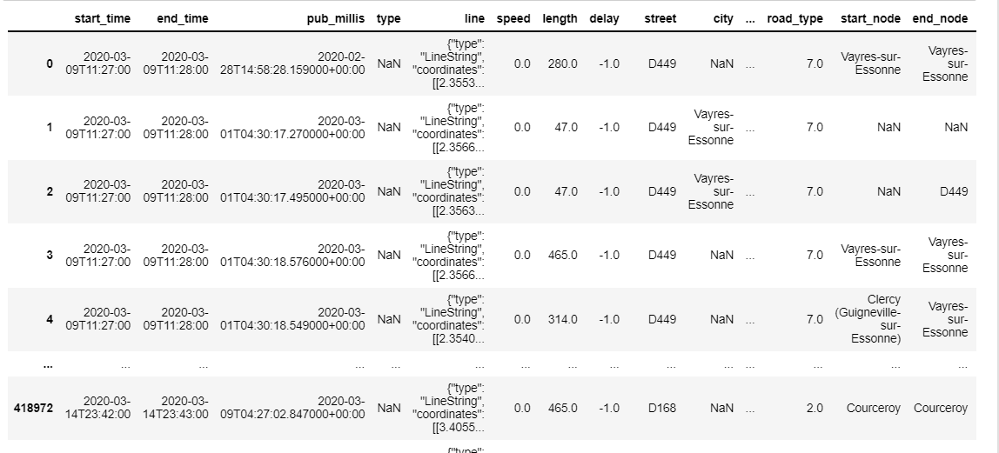 start_time end_time pub_millis type line speed length delay street city ... road_type start_node end_node
0 2020-03-09T11:27:00 2020-03-09T11:28:00 2020-02-28T14:58:28.159000+00:00 NaN {"type": "LineString", "coordinates": [[2.3553... 0.0 280.0 -1.0 D449 NaN ... 7.0 Vayres-sur-Essonne Vayres-sur-Essonne
1 2020-03-09T11:27:00 2020-03-09T11:28:00 2020-03-01T04:30:17.270000+00:00 NaN {"type": "LineString", "coordinates": [[2.3566... 0.0 47.0 -1.0 D449 Vayres-sur-Essonne ... 7.0 NaN NaN
2 2020-03-09T11:27:00 2020-03-09T11:28:00 2020-03-01T04:30:17.495000+00:00 NaN {"type": "LineString", "coordinates": [[2.3563... 0.0 47.0 -1.0 D449 Vayres-sur-Essonne ... 7.0 NaN D449
3 2020-03-09T11:27:00 2020-03-09T11:28:00 2020-03-01T04:30:18.576000+00:00 NaN {"type": "LineString", "coordinates": [[2.3566... 0.0 465.0 -1.0 D449 NaN ... 7.0 Vayres-sur-Essonne Vayres-sur-Essonne
4 2020-03-09T11:27:00 2020-03-09T11:28:00 2020-03-01T04:30:18.549000+00:00 NaN {"type": "LineString", "coordinates": [[2.3540... 0.0 314.0 -1.0 D449 NaN ... 7.0 Clercy (Guigneville-sur-Essonne) Vayres-sur-Essonne
... ... ... ... ... ... ... ... ... ... ... ... ... ... ...
418972 2020-03-14T23:42:00 2020-03-14T23:43:00 2020-03-09T04:27:02.847000+00:00 NaN {"type": "LineString", "coordinates": [[3.4055... 0.0 465.0 -1.0 D168 NaN ... 2.0 Courceroy Courceroy
{"type":